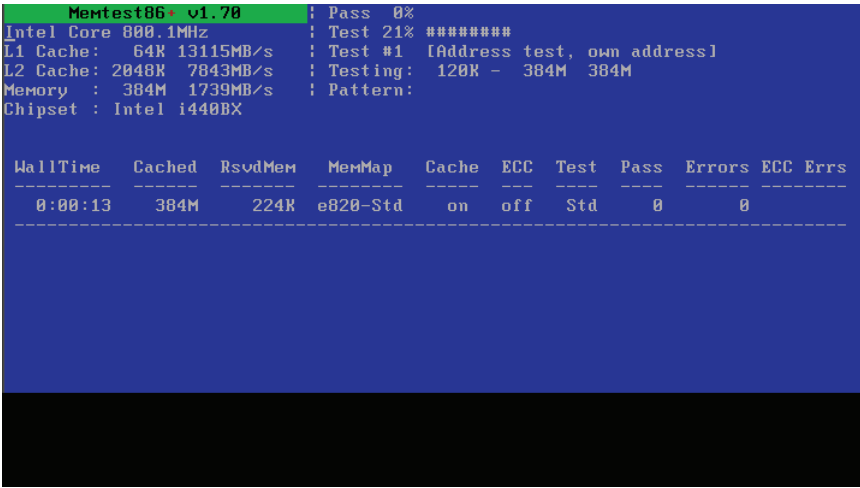 Memtest86+ v1.70 | Pass 0%
Intel Core 800.1MHz | Test 21% ########
L1 Cache: 64K 13115MB/s | Test #1 [Address test, own address]
L2 Cache: 2048K 7843MB/s | Testing: 120K - 384M 384M
Memory : 384M 1739MB/s | Pattern:
Chipset : Intel i440BX
WallTime Cached RsvdMem MemMap Cache ECC Test Pass Errors ECC Errs
--------- ------ ------- -------- ----- --- ---- ---- ------ --------
0:00:13 384M 224K e820-Std on off Std 0 0
-----------------------------------------------------------------------------